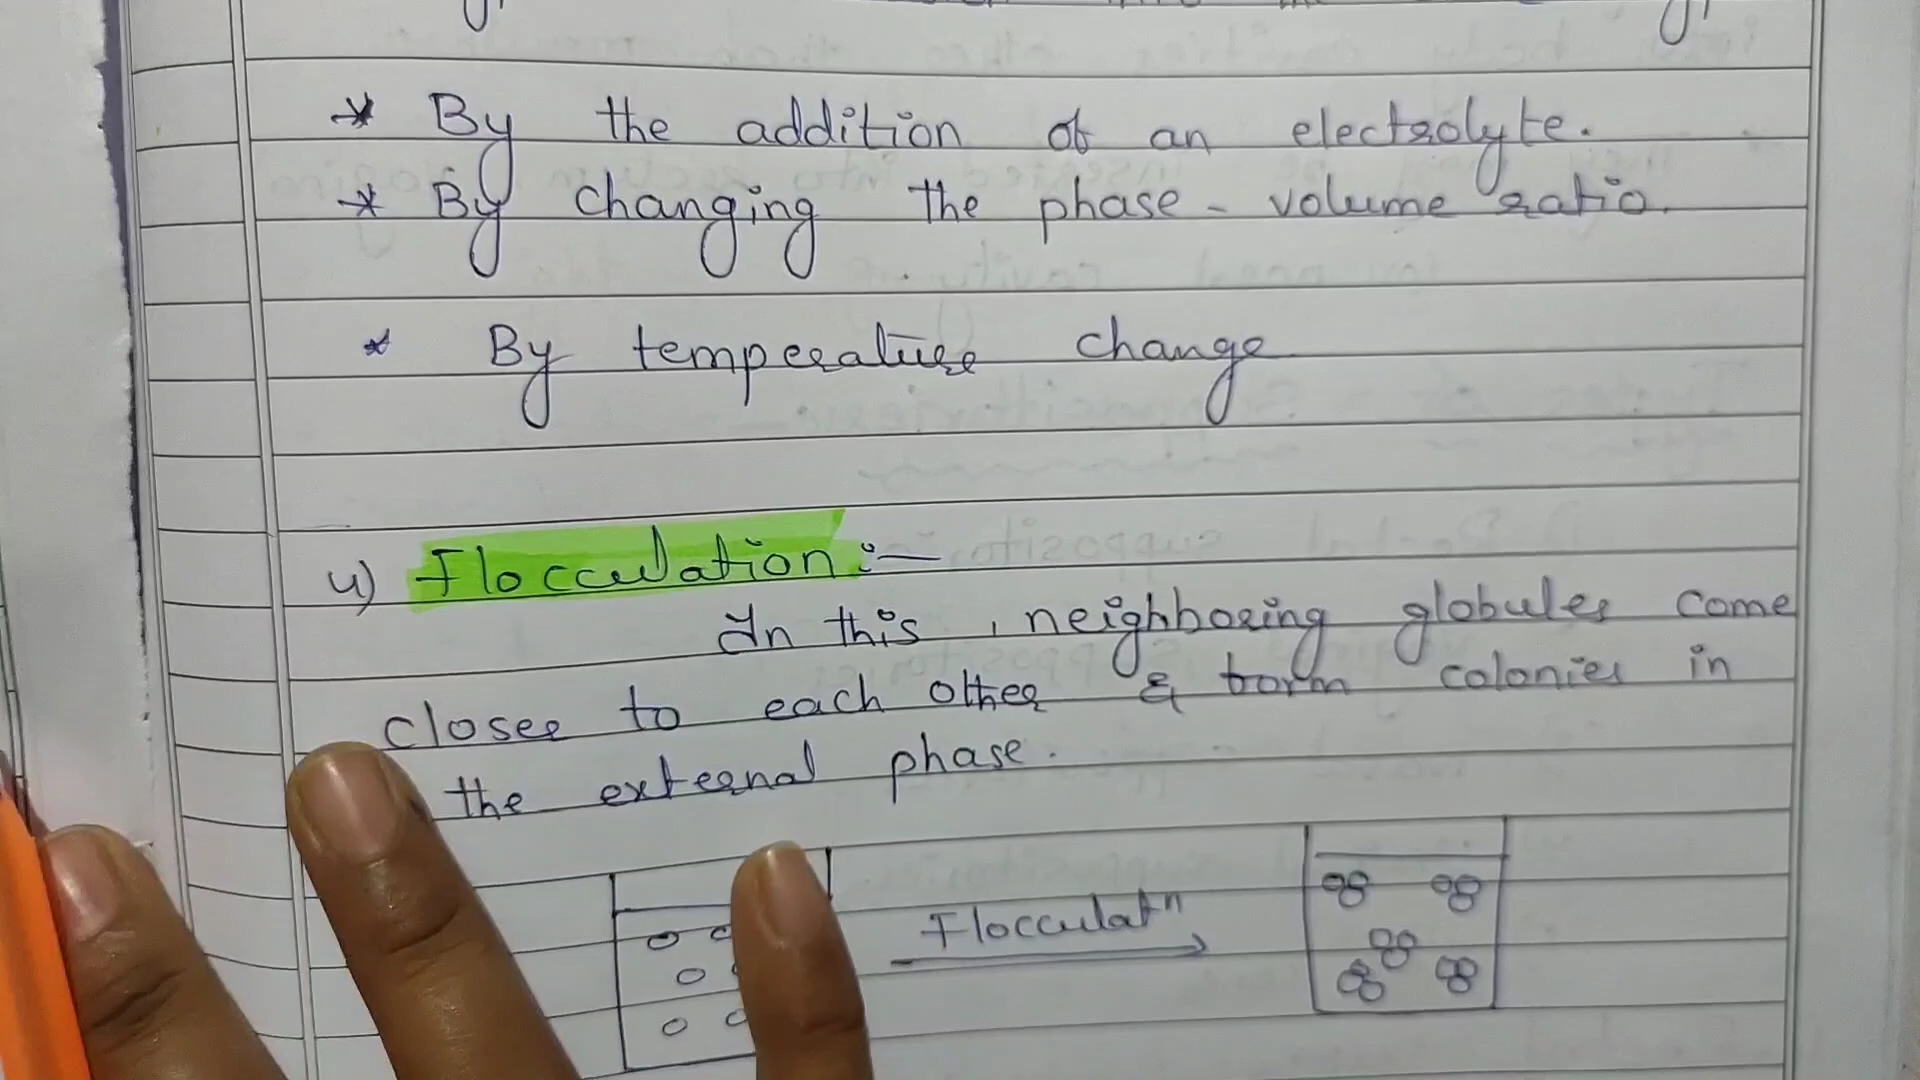 * By the addition of an electrolyte.
* By changing the phase - volume ratio.
* By temperature change
4) Flocculation :-
In this , neighboring globules come
closer to each other & form colonies in
the external phase.
Flocculatn